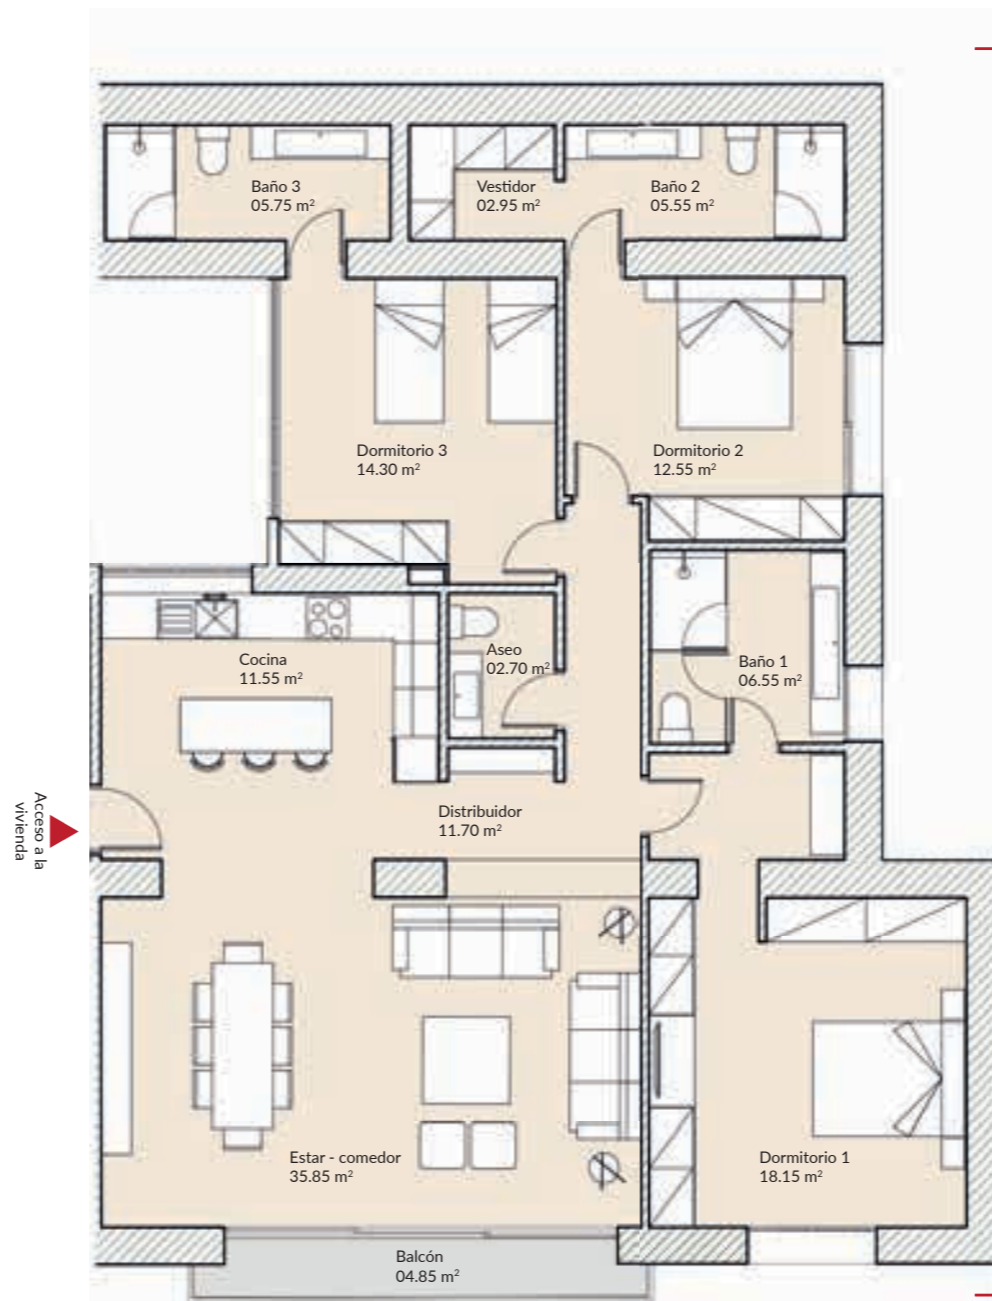 Baño 3
05.75 m²
Vestidor
02.95 m²
Baño 2
05.55 m²
Dormitorio 3
14.30 m²
Dormitorio 2
12.55 m²
Cocina
11.55 m²
Aseo
02.70 m²
Baño 1
06.55 m²
Acceso a la
vivienda
Distribuidor
11.70 m²
Estar - comedor
35.85 m²
Dormitorio 1
18.15 m²
Balcón
04.85 m²